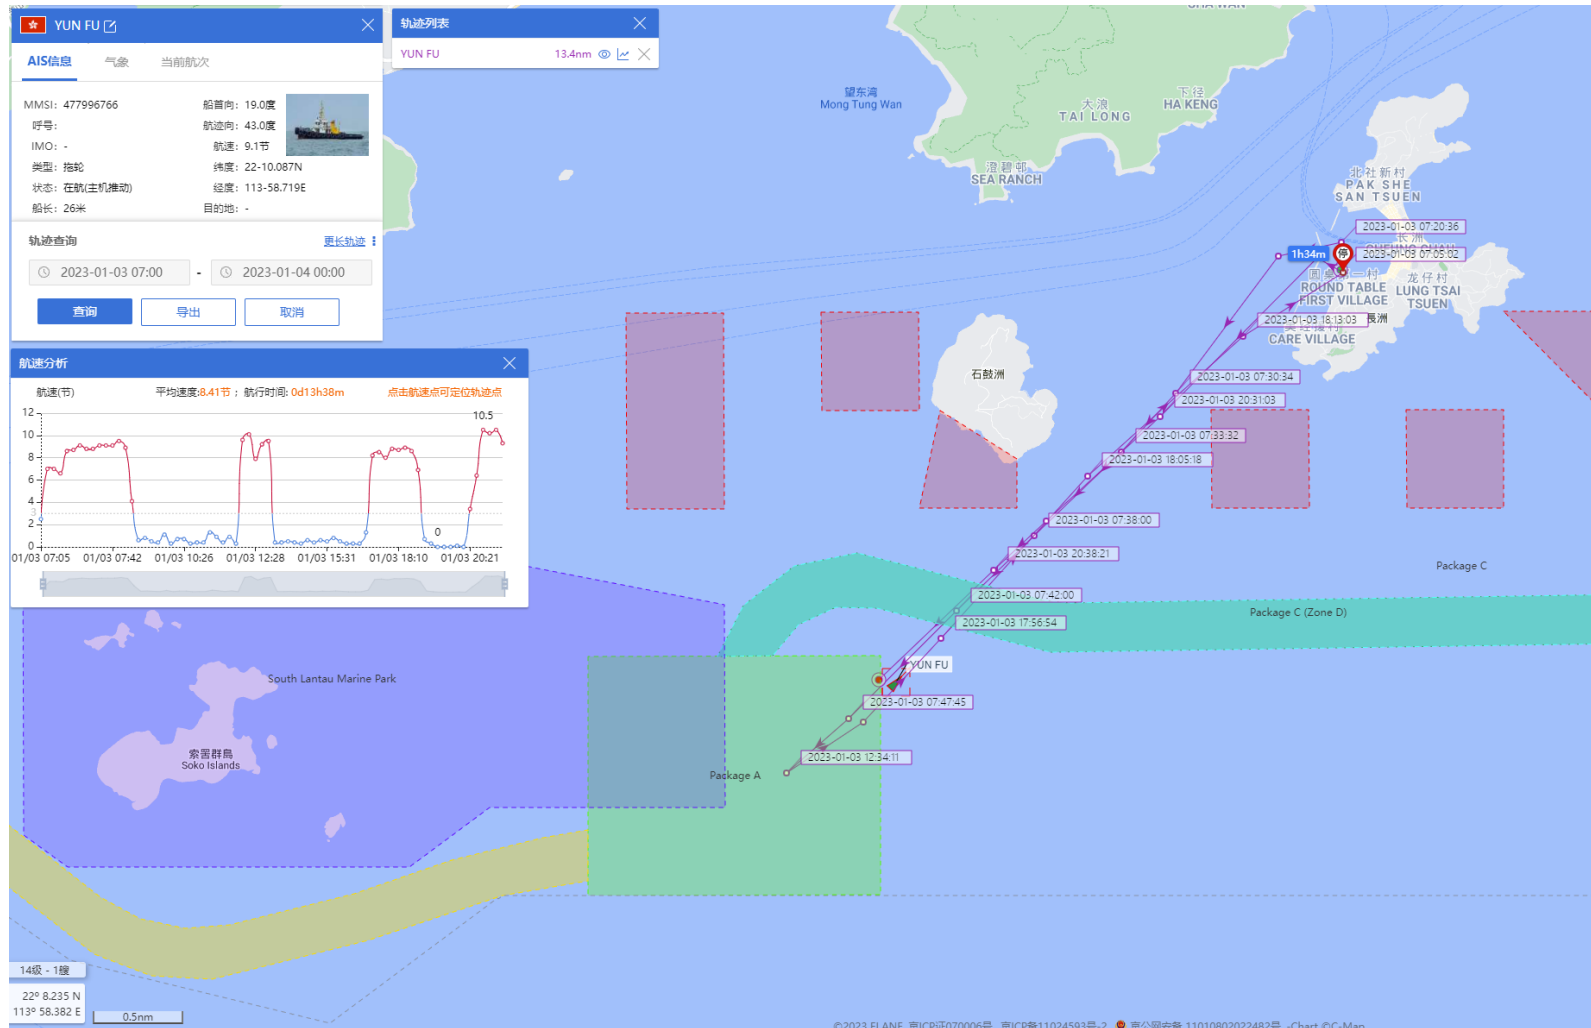 YUN FU
AIS信息 气象 当前航次
MMSI: 477996766 船首向: 19.0度
呼号: 航迹向: 43.0度
IMO: - 航速: 9.1节
类型: 拖轮 纬度: 22-10.087N
状态: 在航(主机推动) 经度: 113-58.719E
船长: 26米 目的地: -
轨迹查询 更长轨迹
2023-01-03 07:00 - 2023-01-04 00:00
查询 导出 取消
轨迹列表
YUN FU 13.4nm
航速分析
航速(节) 平均速度:8.41节 ; 航行时间: 0d13h38m 点击航速点可定位轨迹点
12
10
8
6
4
3
2
0
10.5
0
01/03 07:05 01/03 07:42 01/03 10:26 01/03 12:28 01/03 15:31 01/03 18:10 01/03 20:21
望东湾
Mong Tung Wan
大浪
TAI LONG
下径
HA KENG
澄碧邨
SEA RANCH
北社新村
PAK SHE
SAN TSUEN
2023-01-03 07:20:36
长洲
CHEUNG CHAU
1h34m
停
2023-01-03 07:05:02
ROUND TABLE
FIRST VILLAGE
龙仔村
LUNG TSAI
TSUEN
2023-01-03 18:13:03
長洲
CARE VILLAGE
石鼓洲
2023-01-03 07:30:34
2023-01-03 20:31:03
2023-01-03 07:33:32
2023-01-03 18:05:18
2023-01-03 07:38:00
2023-01-03 20:38:21
Package C
2023-01-03 07:42:00
Package C (Zone D)
2023-01-03 17:56:54
YUN FU
South Lantau Marine Park
2023-01-03 07:47:45
索罟群島
Soko Islands
2023-01-03 12:34:11
Package A
14级 - 1艘
22º 8.235 N
113º 58.382 E
0.5nm